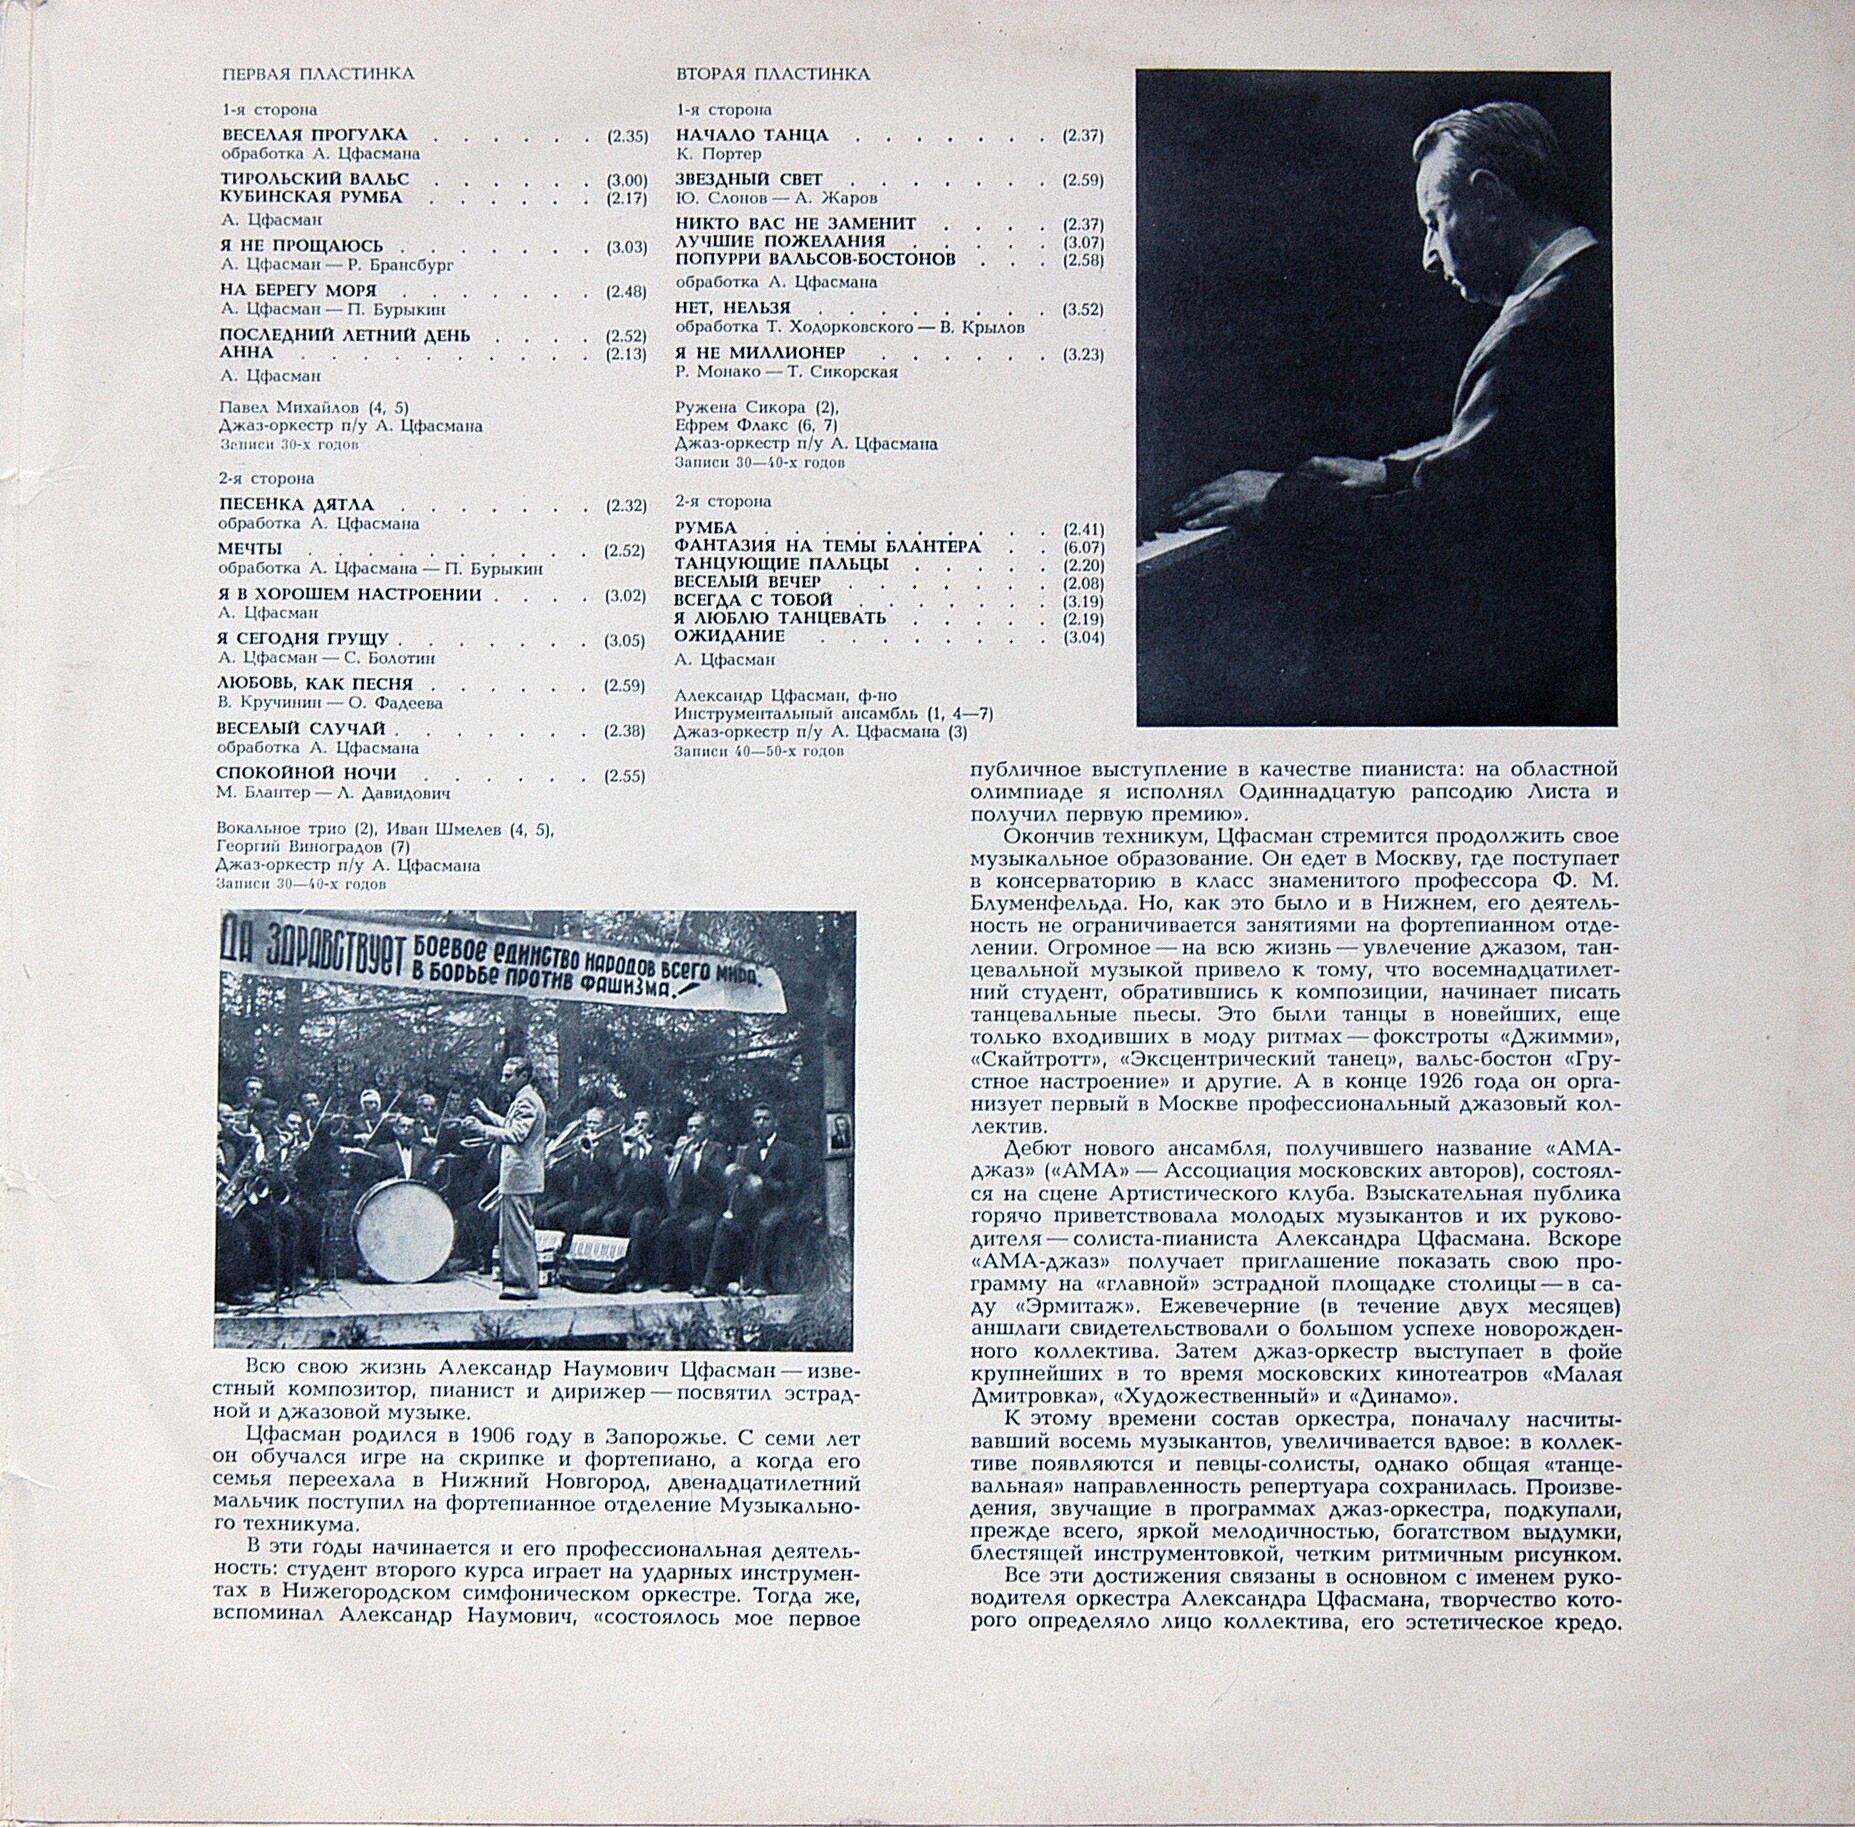 ПЕРВАЯ ПЛАСТИНКА
1-я сторона
ВЕСЕЛАЯ ПРОГУЛКА . . . . . . (2.35)
обработка А. Цфасмана
ТИРОЛЬСКИЙ ВАЛЬС . . . . . . (3.00)
КУБИНСКАЯ РУМБА . . . . . . (2.17)
А. Цфасман
Я НЕ ПРОЩАЮСЬ . . . . . . . (3.03)
А. Цфасман — Р. Брансбург
НА БЕРЕГУ МОРЯ . . . . . . . (2.48)
А. Цфасман — П. Бурыкин
ПОСЛЕДНИЙ ЛЕТНИЙ ДЕНЬ . . . . (2.52)
АННА . . . . . . . . . . (2.13)
А. Цфасман
Павел Михайлов (4, 5)
Джаз-оркестр п/у А. Цфасмана
Записи 30-х годов
2-я сторона
ПЕСЕНКА ДЯТЛА . . . . . . . (2.32)
обработка А. Цфасмана
МЕЧТЫ . . . . . . . . . . (2.52)
обработка А. Цфасмана — П. Бурыкин
Я В ХОРОШЕМ НАСТРОЕНИИ . . . . (3.02)
А. Цфасман
Я СЕГОДНЯ ГРУЩУ . . . . . . . (3.05)
А. Цфасман — С. Болотин
ЛЮБОВЬ, КАК ПЕСНЯ . . . . . . (2.59)
В. Кручинин — О. Фадеева
ВЕСЕЛЫЙ СЛУЧАЙ . . . . . . . (2.38)
обработка А. Цфасмана
СПОКОЙНОЙ НОЧИ . . . . . . (2.55)
М. Блантер — Л. Давидович
Вокальное трио (2), Иван Шмелев (4, 5),
Георгий Виноградов (7)
Джаз-оркестр п/у А. Цфасмана
Записи 30—40-х годов
ВТОРАЯ ПЛАСТИНКА
1-я сторона
НАЧАЛО ТАНЦА . . . . . . . (2.37)
К. Портер
ЗВЕЗДНЫЙ СВЕТ . . . . . . . (2.59)
Ю. Слонов — А. Жаров
НИКТО ВАС НЕ ЗАМЕНИТ . . . . (2.37)
ЛУЧШИЕ ПОЖЕЛАНИЯ . . . . . (3.07)
ПОПУРРИ ВАЛЬСОВ-БОСТОНОВ . . . (2.58)
обработка А. Цфасмана
НЕТ, НЕЛЬЗЯ . . . . . . . . (3.52)
обработка Т. Ходорковского — В. Крылов
Я НЕ МИЛЛИОНЕР . . . . . . (3.23)
Р. Монако — Т. Сикорская
Ружена Сикора (2),
Ефрем Флакс (6, 7)
Джаз-оркестр п/у А. Цфасмана
Записи 30—40-х годов
2-я сторона
РУМБА . . . . . . . . . . (2.41)
ФАНТАЗИЯ НА ТЕМЫ БЛАНТЕРА . . (6.07)
ТАНЦУЮЩИЕ ПАЛЬЦЫ . . . . . (2.20)
ВЕСЕЛЫЙ ВЕЧЕР . . . . . . . (2.08)
ВСЕГДА С ТОБОЙ . . . . . . . (3.19)
Я ЛЮБЛЮ ТАНЦЕВАТЬ . . . . . (2.19)
ОЖИДАНИЕ . . . . . . . . (3.04)
А. Цфасман
Александр Цфасман, ф-но
Инструментальный ансамбль (1, 4—7)
Джаз-оркестр п/у А. Цфасмана (3)
Записи 40—50-х годов
ДА ЗДРАВСТВУЕТ БОЕВОЕ ЕДИНСТВО НАРОДОВ ВСЕГО МИРА.
В БОРЬБЕ ПРОТИВ ФАШИЗМА.!
Всю свою жизнь Александр Наумович Цфасман — изве-
стный композитор, пианист и дирижер — посвятил эстрад-
ной и джазовой музыке.
Цфасман родился в 1906 году в Запорожье. С семи лет
он обучался игре на скрипке и фортепиано, а когда его
семья переехала в Нижний Новгород, двенадцатилетний
мальчик поступил на фортепианное отделение Музыкально-
го техникума.
В эти годы начинается и его профессиональная деятель-
ность: студент второго курса играет на ударных инструмен-
тах в Нижегородском симфоническом оркестре. Тогда же,
вспоминал Александр Наумович, «состоялось мое первое
публичное выступление в качестве пианиста: на областной
олимпиаде я исполнял Одиннадцатую рапсодию Листа и
получил первую премию».
Окончив техникум, Цфасман стремится продолжить свое
музыкальное образование. Он едет в Москву, где поступает
в консерваторию в класс знаменитого профессора Ф. М.
Блуменфельда. Но, как это было и в Нижнем, его деятель-
ность не ограничивается занятиями на фортепианном отде-
лении. Огромное — на всю жизнь — увлечение джазом, тан-
цевальной музыкой привело к тому, что восемнадцатилет-
ний студент, обратившись к композиции, начинает писать
танцевальные пьесы. Это были танцы в новейших, еще
только входивших в моду ритмах — фокстроты «Джимми»,
«Скайтротт», «Эксцентрический танец», вальс-бостон «Гру-
стное настроение» и другие. А в конце 1926 года он орга-
низует первый в Москве профессиональный джазовый кол-
лектив.
Дебют нового ансамбля, получившего название «АМА-
джаз» («АМА» — Ассоциация московских авторов), состоял-
ся на сцене Артистического клуба. Взыскательная публика
горячо приветствовала молодых музыкантов и их руково-
дителя — солиста-пианиста Александра Цфасмана. Вскоре
«АМА-джаз» получает приглашение показать свою про-
грамму на «главной» эстрадной площадке столицы — в са-
ду «Эрмитаж». Ежевечерние (в течение двух месяцев)
аншлаги свидетельствовали о большом успехе новорожден-
ного коллектива. Затем джаз-оркестр выступает в фойе
крупнейших в то время московских кинотеатров «Малая
Дмитровка», «Художественный» и «Динамо».
К этому времени состав оркестра, поначалу насчиты-
вавший восемь музыкантов, увеличивается вдвое: в коллек-
тиве появляются и певцы-солисты, однако общая «танце-
вальная» направленность репертуара сохранилась. Произве-
дения, звучащие в программах джаз-оркестра, подкупали,
прежде всего, яркой мелодичностью, богатством выдумки,
блестящей инструментовкой, четким ритмичным рисунком.
Все эти достижения связаны в основном с именем руко-
водителя оркестра Александра Цфасмана, творчество кото-
рого определяло лицо коллектива, его эстетическое кредо.